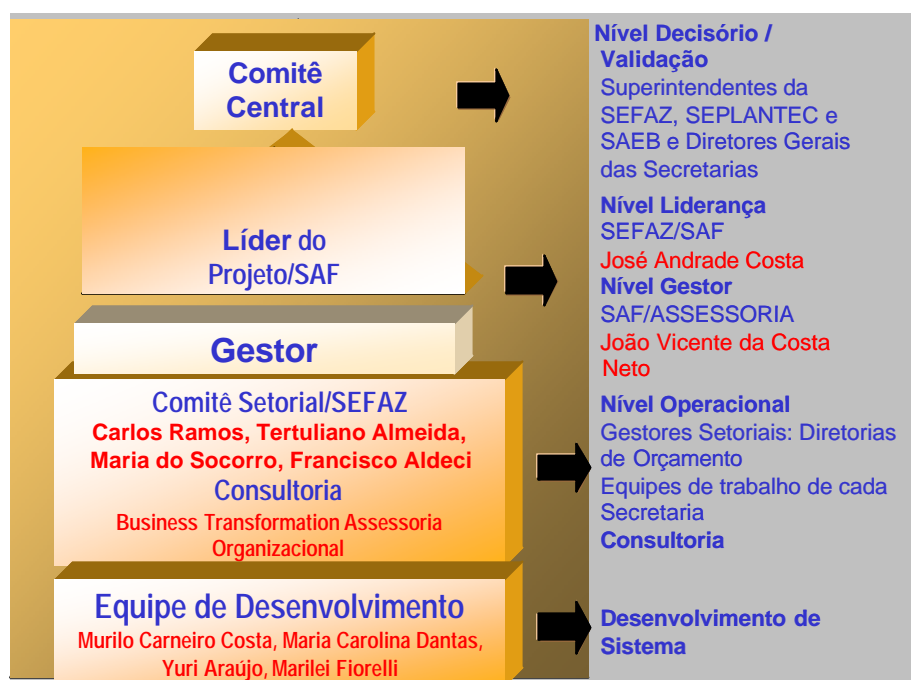 Comitê
Central
Nível Decisório /
Validação
Superintendentes da
SEFAZ, SEPLANTEC e
SAEB e Diretores Gerais
das Secretarias
Líder do
Projeto/SAF
Nível Liderança
SEFAZ/SAF
José Andrade Costa
Nível Gestor
SAF/ASSESSORIA
João Vicente da Costa
Neto
Gestor
Comitê Setorial/SEFAZ
Carlos Ramos, Tertuliano Almeida,
Maria do Socorro, Francisco Aldeci
Consultoria
Business Transformation Assessoria
Organizacional
Nível Operacional
Gestores Setoriais: Diretorias
de Orçamento
Equipes de trabalho de cada
Secretaria
Consultoria
Equipe de Desenvolvimento
Murilo Carneiro Costa, Maria Carolina Dantas,
Yuri Araújo, Marilei Fiorelli
Desenvolvimento de
Sistema